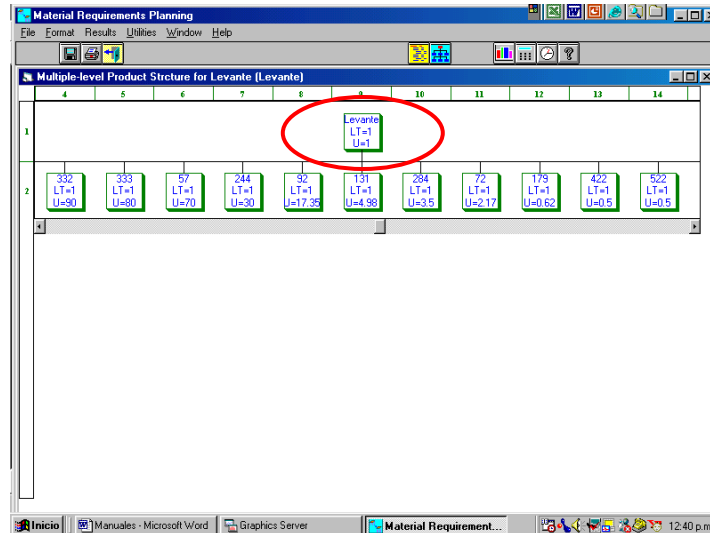 Material Requirements Planning
File Format Results Utilities Window Help
Multiple-level Product Strcture for Levante (Levante)
4 5 6 7 8 9 10 11 12 13 14
1
Levante
LT=1
U=1
2
332 333 57 244 92 131 284 72 179 422 522
LT=1 LT=1 LT=1 LT=1 LT=1 LT=1 LT=1 LT=1 LT=1 LT=1 LT=1
U=90 U=80 U=70 U=30 U=17.35 U=4.98 U=3.5 U=2.17 U=0.62 U=0.5 U=0.5
Inicio Manuales - Microsoft Word Graphics Server Material Requirement... 12:40 p.m